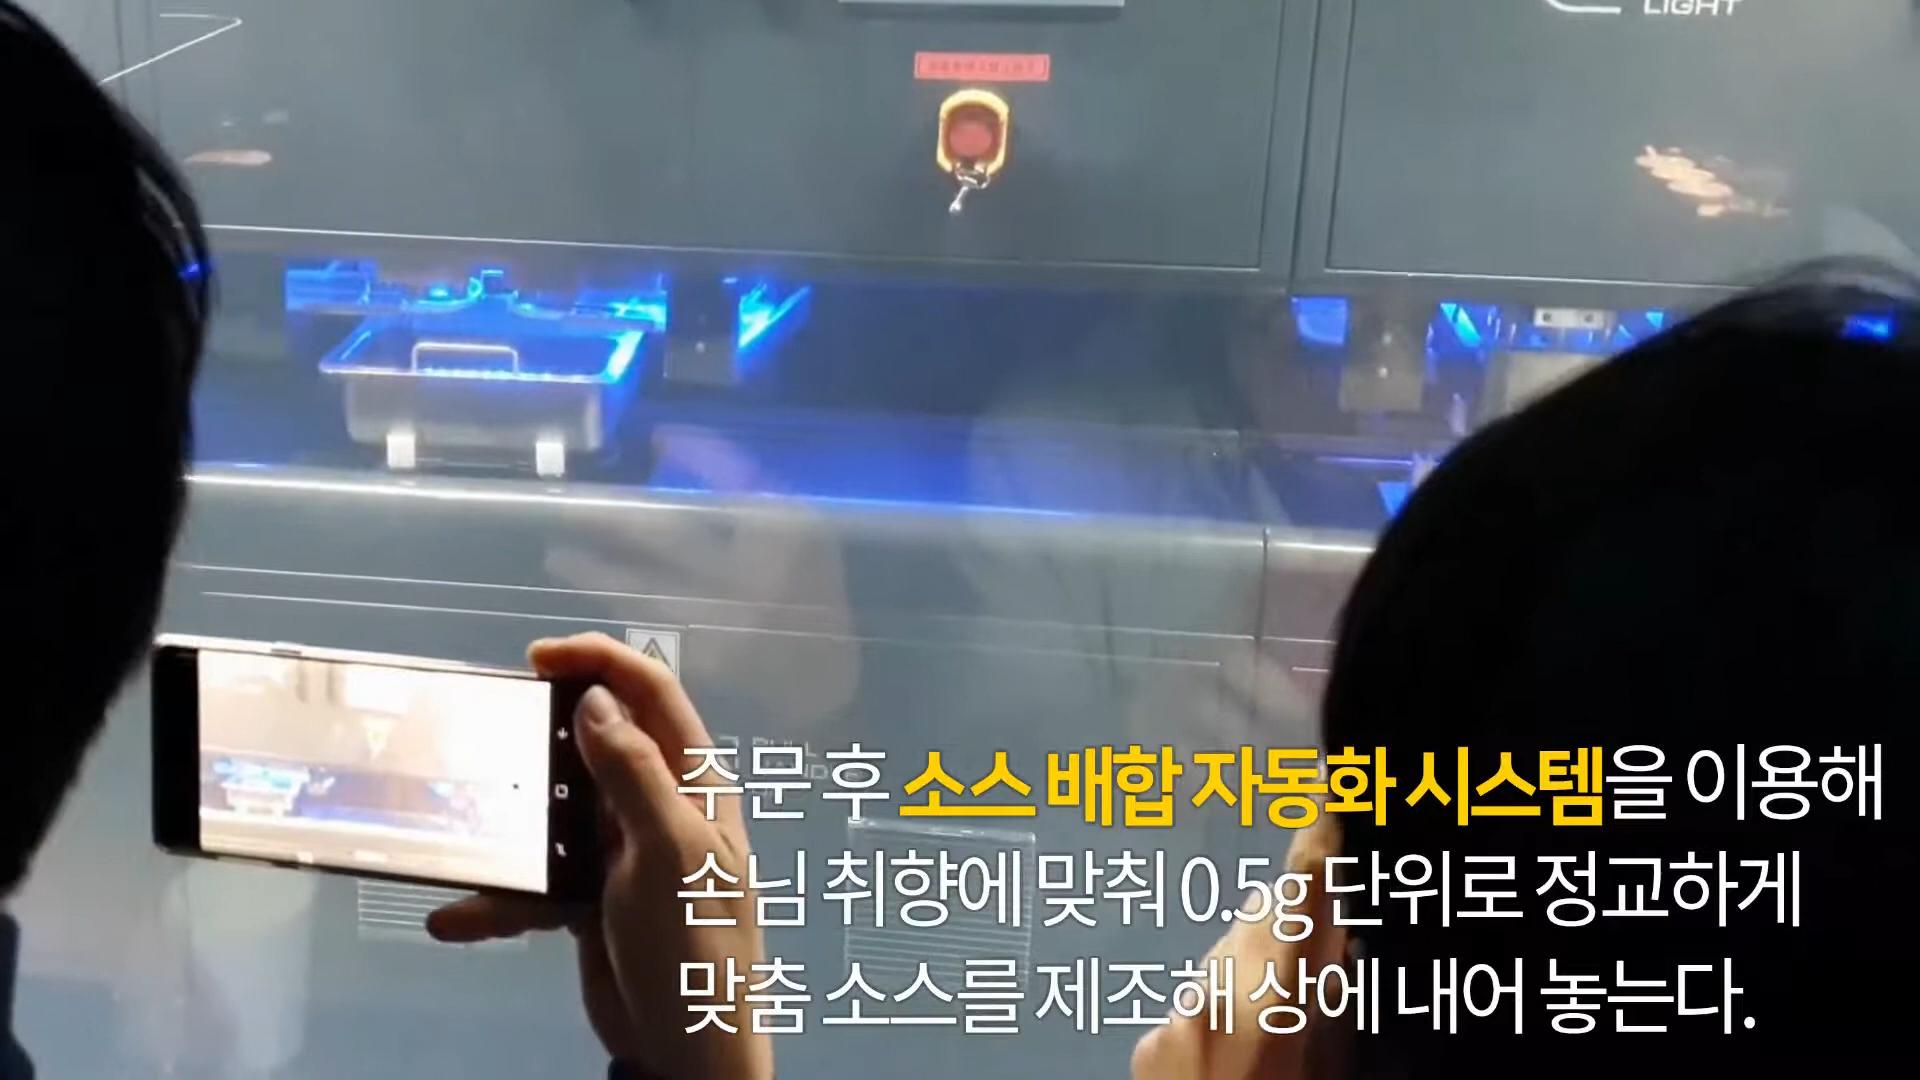 LIGHT
주문 후 소스 배합 자동화 시스템을 이용해
손님 취향에 맞춰 0.5g 단위로 정교하게
맞춤 소스를 제조해 상에 내어 놓는다.